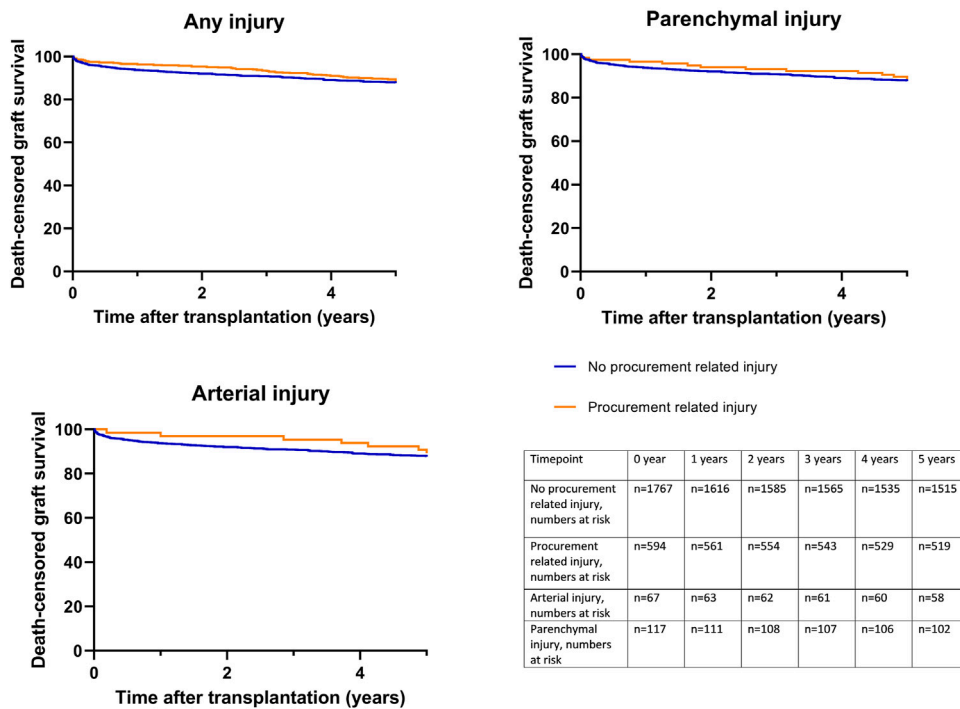 Any injury
Death-censored graft survival
100
80
60
40
20
0
0 2 4
Time after transplantation (years)
Parenchymal injury
Death-censored graft survival
100
80
60
40
20
0
0 2 4
Time after transplantation (years)
Arterial injury
Death-censored graft survival
100
80
60
40
20
0
0 2 4
Time after transplantation (years)
No procurement related injury
Procurement related injury
Timepoint 0 year 1 years 2 years 3 years 4 years 5 years
No procurement n=1767 n=1616 n=1585 n=1565 n=1535 n=1515
related injury,
numbers at risk
Procurement n=594 n=561 n=554 n=543 n=529 n=519
related injury,
numbers at risk
Arterial injury, n=67 n=63 n=62 n=61 n=60 n=58
numbers at risk
Parenchymal n=117 n=111 n=108 n=107 n=106 n=102
injury, numbers
at risk